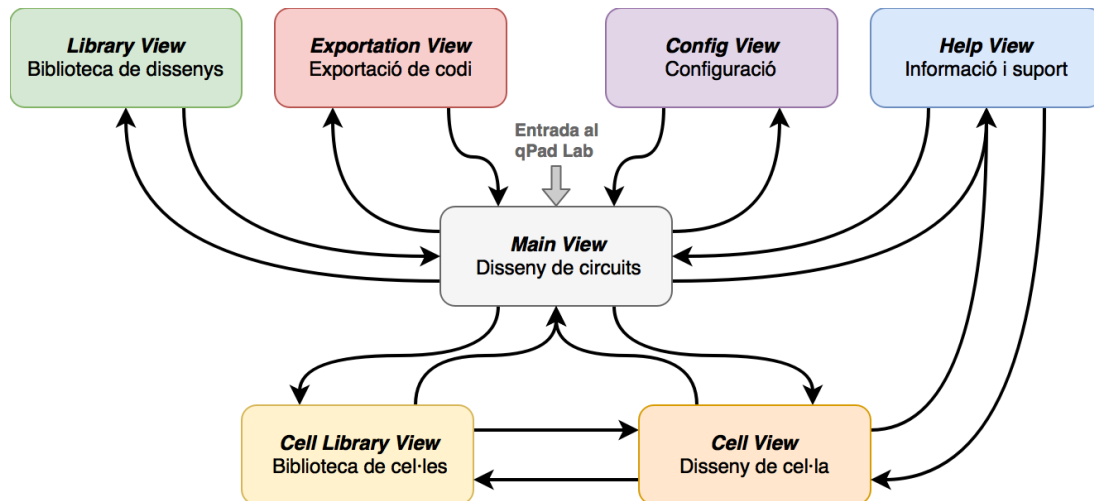 Library View
Biblioteca de dissenys
Exportation View
Exportació de codi
Config View
Configuració
Help View
Informació i suport
Entrada al
qPad Lab
Main View
Disseny de circuits
Cell Library View
Biblioteca de cel·les
Cell View
Disseny de cel·la